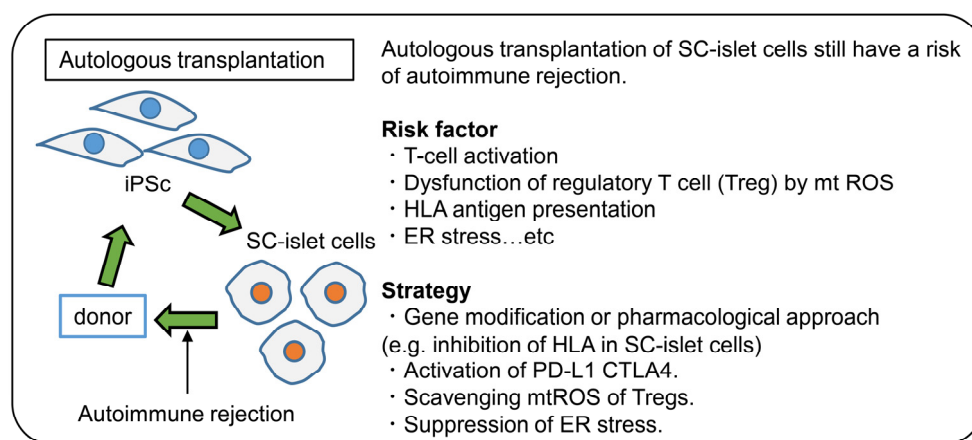 Autologous transplantation
iPSc
SC-islet cells
donor
Autoimmune rejection
Autologous transplantation of SC-islet cells still have a risk
of autoimmune rejection.
Risk factor
・T-cell activation
・Dysfunction of regulatory T cell (Treg) by mt ROS
・HLA antigen presentation
・ER stress…etc
Strategy
・Gene modification or pharmacological approach
(e.g. inhibition of HLA in SC-islet cells)
・Activation of PD-L1 CTLA4.
・Scavenging mtROS of Tregs.
・Suppression of ER stress.